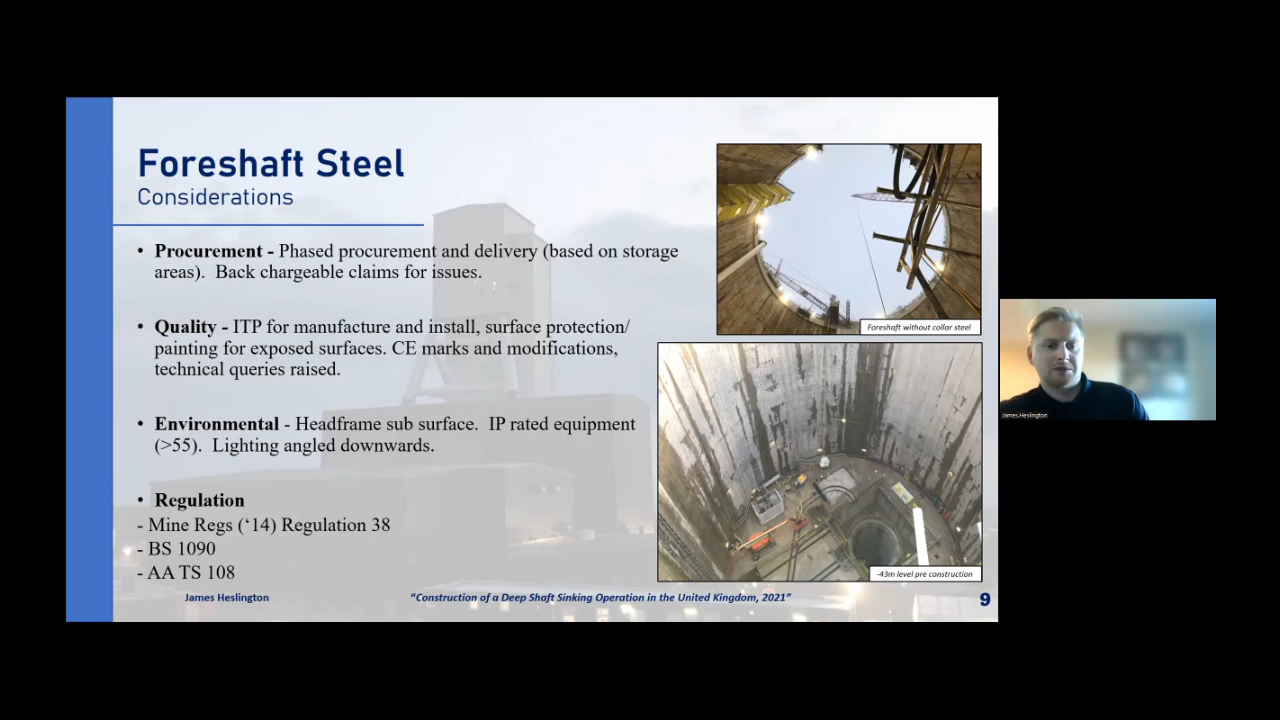 Foreshaft Steel
Considerations
• Procurement - Phased procurement and delivery (based on storage
areas).  Back chargeable claims for issues.
• Quality - ITP for manufacture and install, surface protection/
painting for exposed surfaces. CE marks and modifications,
technical queries raised.
• Environmental - Headframe sub surface.  IP rated equipment
(>55).  Lighting angled downwards.
• Regulation
- Mine Regs (‘14) Regulation 38
- BS 1090
- AA TS 108
Foreshaft without collar steel
-43m level pre construction
James Heslington
“Construction of a Deep Shaft Sinking Operation in the United Kingdom, 2021”
9
James Heslington